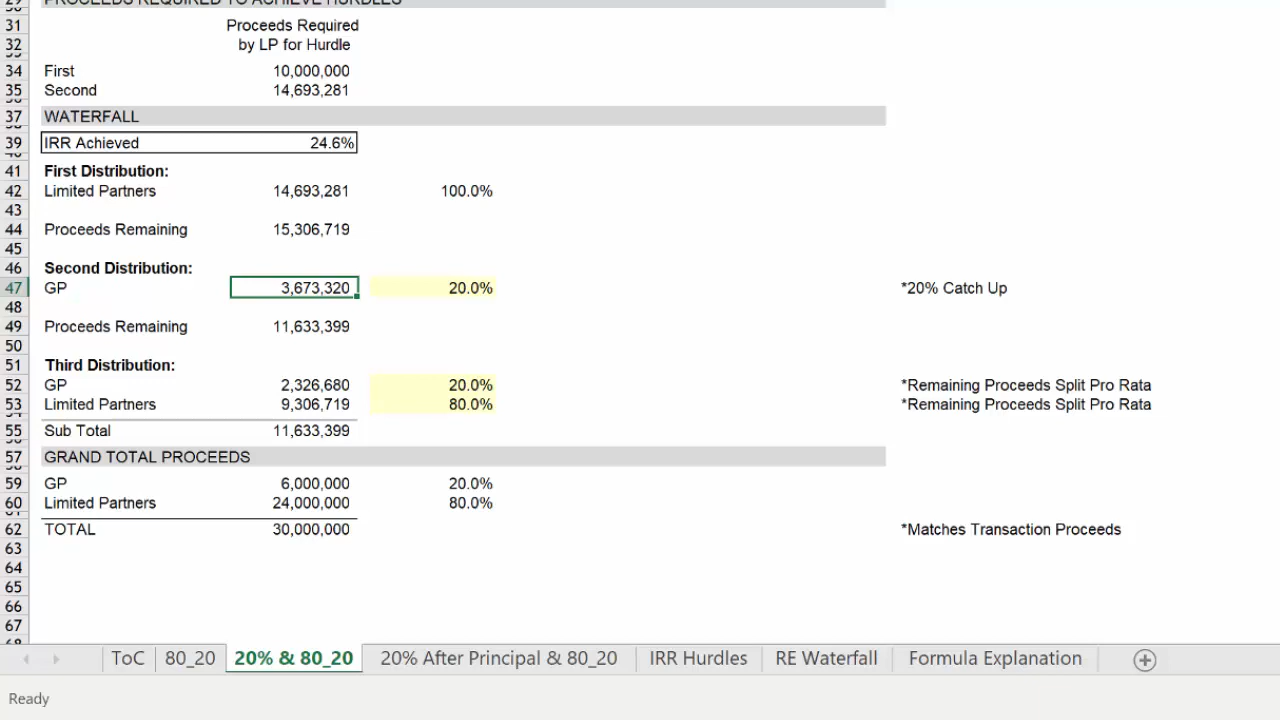 29 PROCEEDS REQUIRED TO ACHIEVE HURDLES
31 Proceeds Required
32 by LP for Hurdle
34 First 10,000,000
35 Second 14,693,281
37 WATERFALL
39 IRR Achieved 24.6%
41 First Distribution:
42 Limited Partners 14,693,281 100.0%
43
44 Proceeds Remaining 15,306,719
45
46 Second Distribution:
47 GP 3,673,320 20.0% *20% Catch Up
48
49 Proceeds Remaining 11,633,399
50
51 Third Distribution:
52 GP 2,326,680 20.0% *Remaining Proceeds Split Pro Rata
53 Limited Partners 9,306,719 80.0% *Remaining Proceeds Split Pro Rata
55 Sub Total 11,633,399
57 GRAND TOTAL PROCEEDS
59 GP 6,000,000 20.0%
60 Limited Partners 24,000,000 80.0%
62 TOTAL 30,000,000 *Matches Transaction Proceeds
63
64
65
66
67
ToC 80_20 20% & 80_20 20% After Principal & 80_20 IRR Hurdles RE Waterfall Formula Explanation
Ready